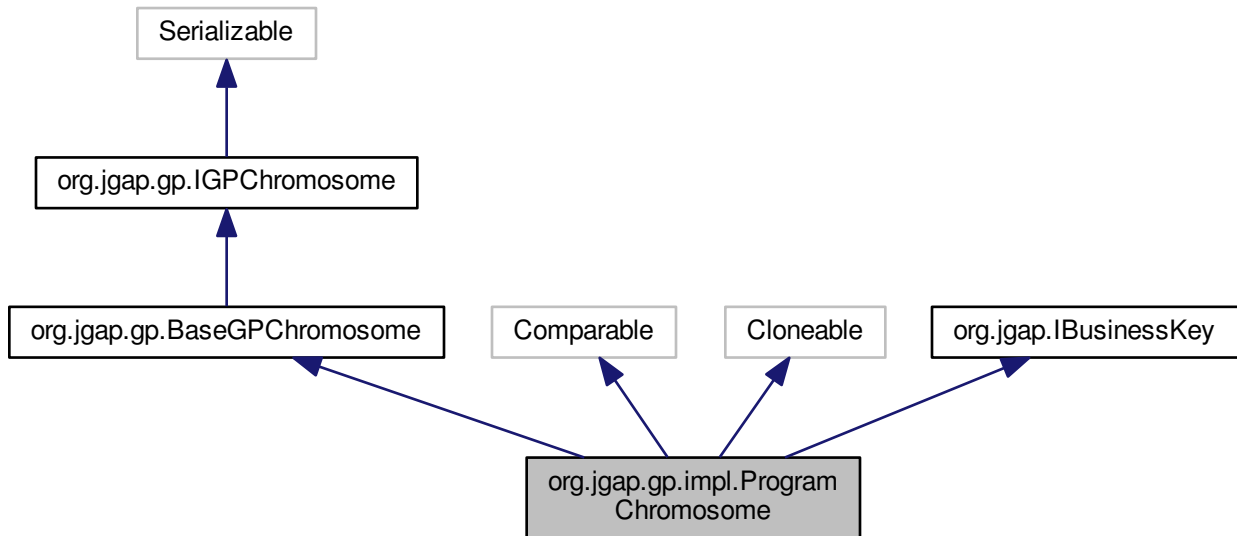 Serializable
org.jgap.gp.IGPChromosome
org.jgap.gp.BaseGPChromosome
Comparable
Cloneable
org.jgap.IBusinessKey
org.jgap.gp.impl.Program
Chromosome